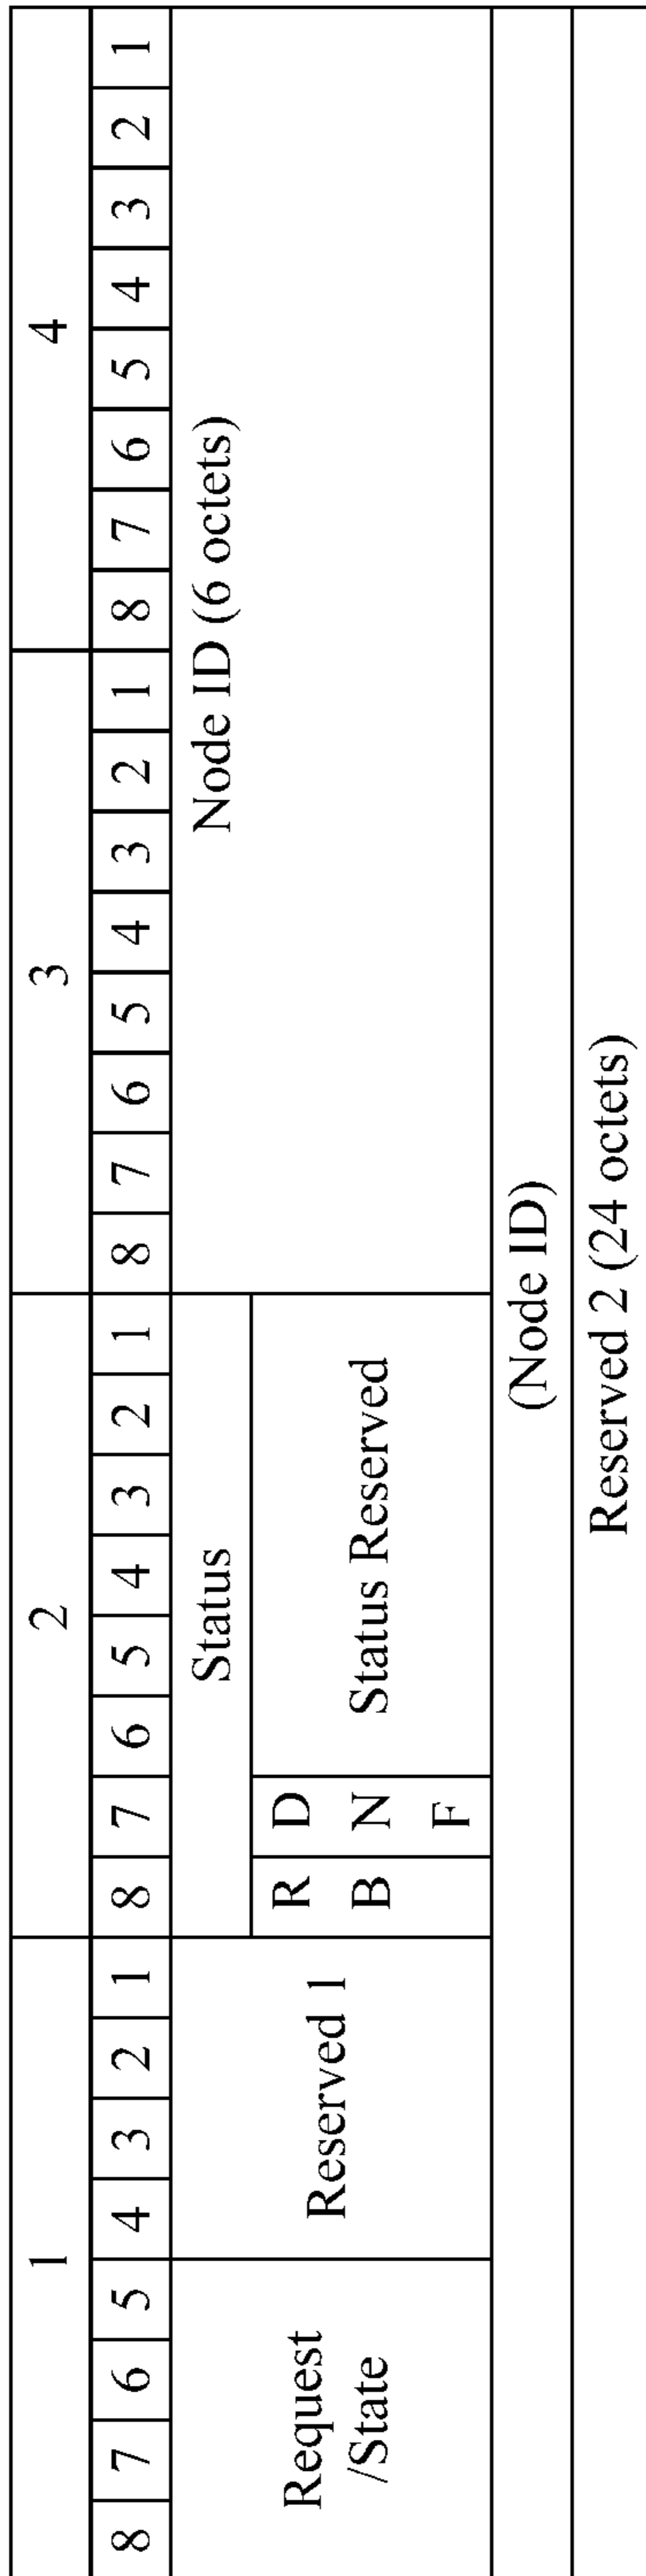 1 2 3 4
8 7 6 5 4 3 2 1 8 7 6 5 4 3 2 1 8 7 6 5 4 3 2 1 8 7 6 5 4 3 2 1
Request
/State
Reserved 1
Status
R
B
D
N
F
Status Reserved
Node ID (6 octets)
(Node ID)
Reserved 2 (24 octets)